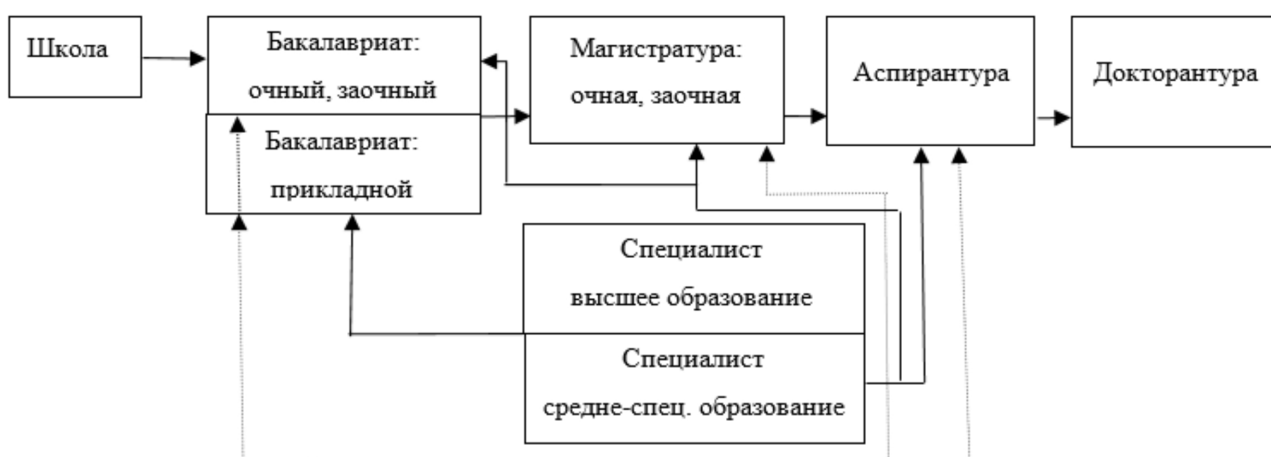 Школа
Бакалавриат:
очный, заочный
Бакалавриат:
прикладной
Магистратура:
очная, заочная
Аспирантура
Докторантура
Специалист
высшее образование
Специалист
средне-спец. образование